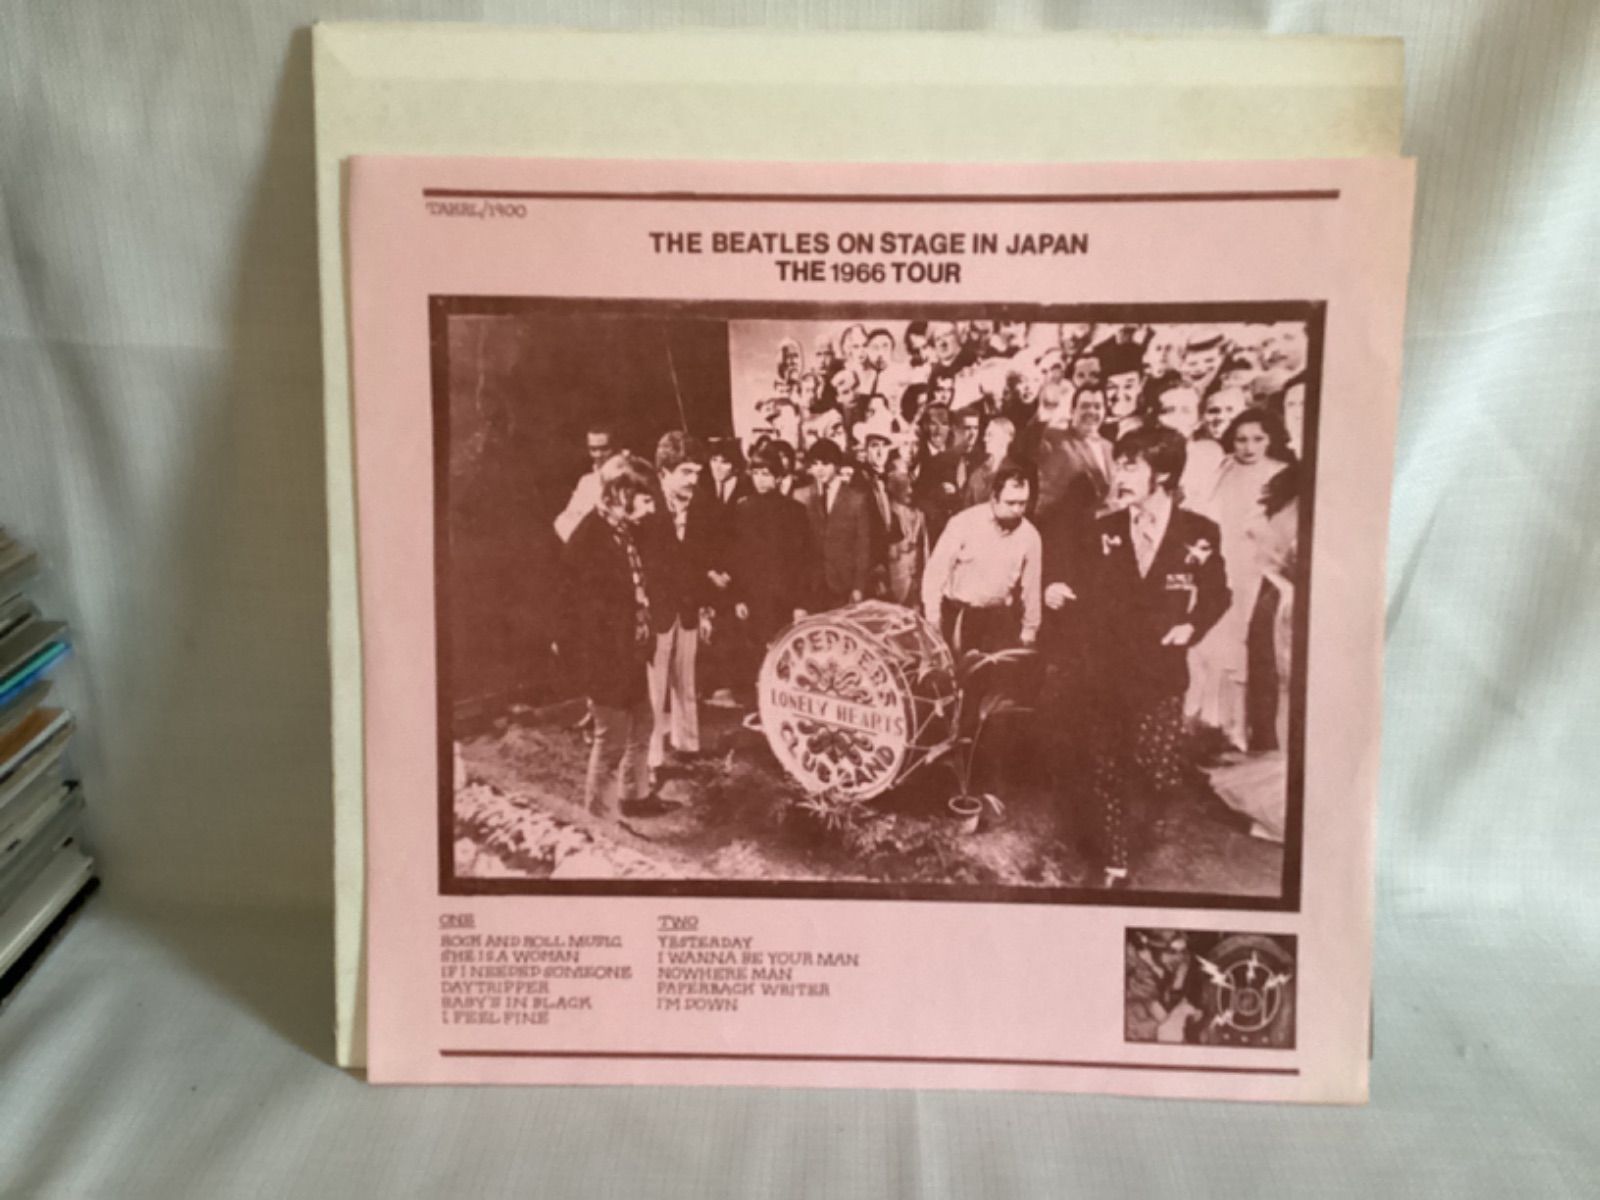 TAKRL/1900
THE BEATLES ON STAGE IN JAPAN
THE 1966 TOUR
SGT PEPPERS
LONELY HEARTS
CLUB BAND
ONE
ROCK AND ROLL MUSIC
SHE IS A WOMAN
IF I NEEDED SOMEONE
DAYTRIPPER
BABY'S IN BLACK
I FEEL FINE
TWO
YESTERDAY
I WANNA BE YOUR MAN
NOWHERE MAN
PAPERBACK WRITER
I'M DOWN